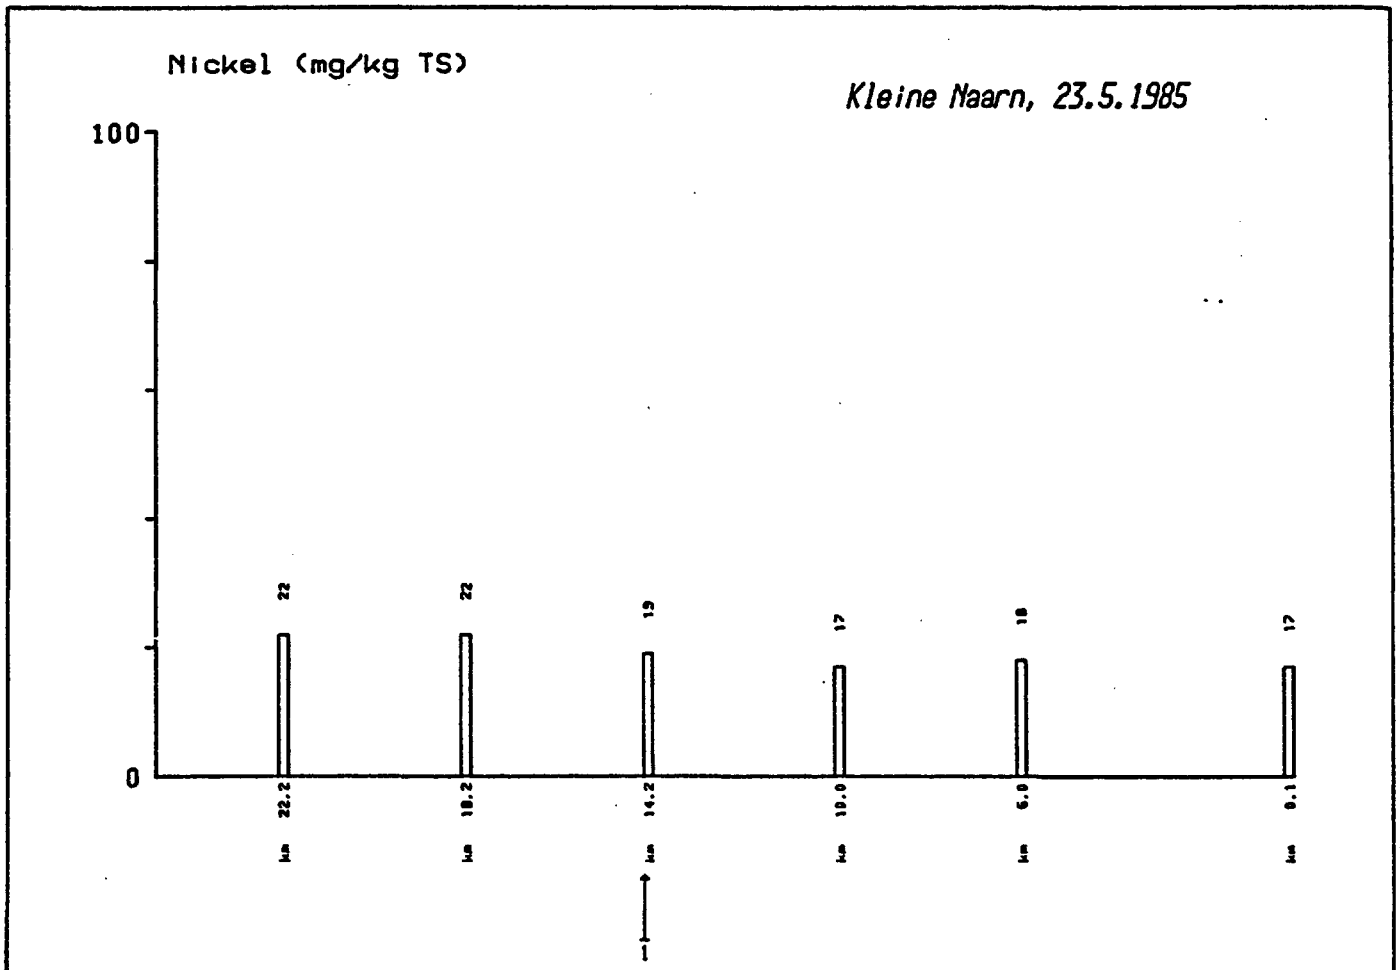 Nickel (mg/kg TS)
Kleine Naarn, 23.5.1985
100
22
22
19
17
18
17
0
km 22.2
km 18.2
km 14.2
km 10.0
km 6.0
km 0.1